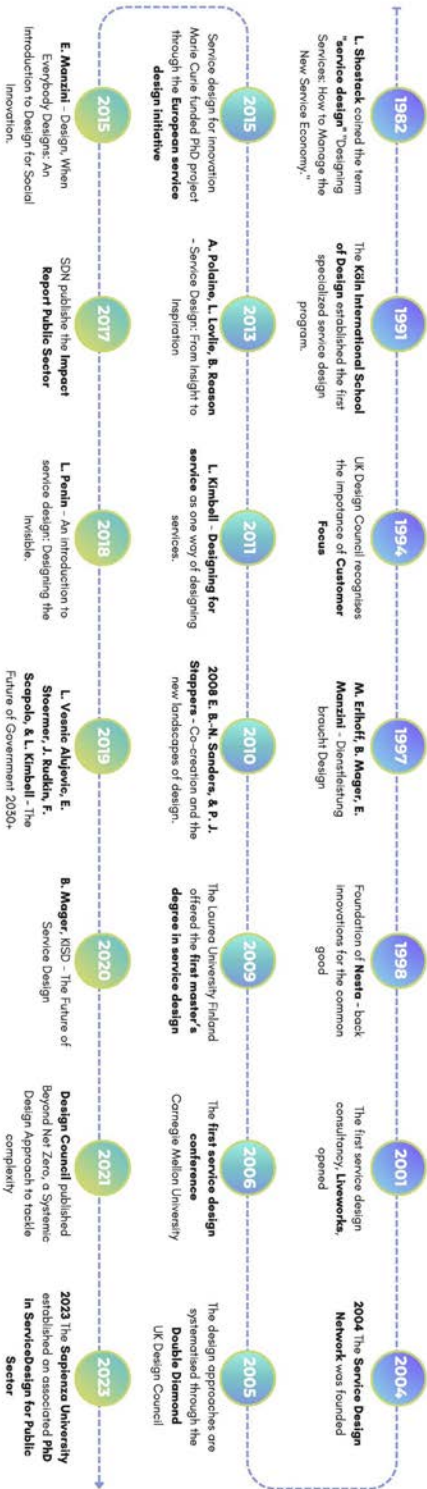 1982
L. Shostack coined the term
"service design" "Designing
Services: How to Manage the
New Service Economy."
1991
The Köln International School
of Design established the first
specialized service design
program.
1994
UK Design Council recognises
the impotance of Customer
Focus
1997
M. Erlhoff, B. Mager, E.
Manzini - Dienstleistung
braucht Design
1998
Foundation of Nesta - back
innovations for the common
good
2001
The first service design
consultancy, Liveworks,
opened
2004
2004 The Service Design
Network was founded
2005
The design approaches are
systematised through the
Double Diamond
UK Design Council
2006
The first service design
conference
Carnegie Mellon University
2009
The Laurea University Finland
offered the first master's
degree in service design
2010
2008 E. B.-N. Sanders, & P. J.
Stappers - Co-creation and the
new landscapes of design.
2011
L. Kimbell - Designing for
service as one way of designing
services.
2013
A. Polaine, L. Lovlie, B. Reason
- Service Design: From Insight to
Inspiration
2015
Service design for innovation
Marie Curie funded PhD project
through the European service
design initiative
2015
E. Manzini - Design, When
Everybody Designs: An
Introduction to Design for Social
Innovation.
2017
SDN publishe the Impact
Report Public Sector
2018
L. Penin - An introduction to
service design: Designing the
Invisible.
2019
L. Vesnic Alujevic, E.
Stoermer, J. Rudkin, F.
Scapolo, & L. Kimbell - The
Future of Government 2030+
2020
B. Mager, KISD - The Future of
Service Design
2021
Design Council published
Beyond Net Zero, a Systemic
Design Approach to tackle
complexity
2023
2023 The Sapienza University
established an associated PhD
in ServiceDesign for Public
Sector